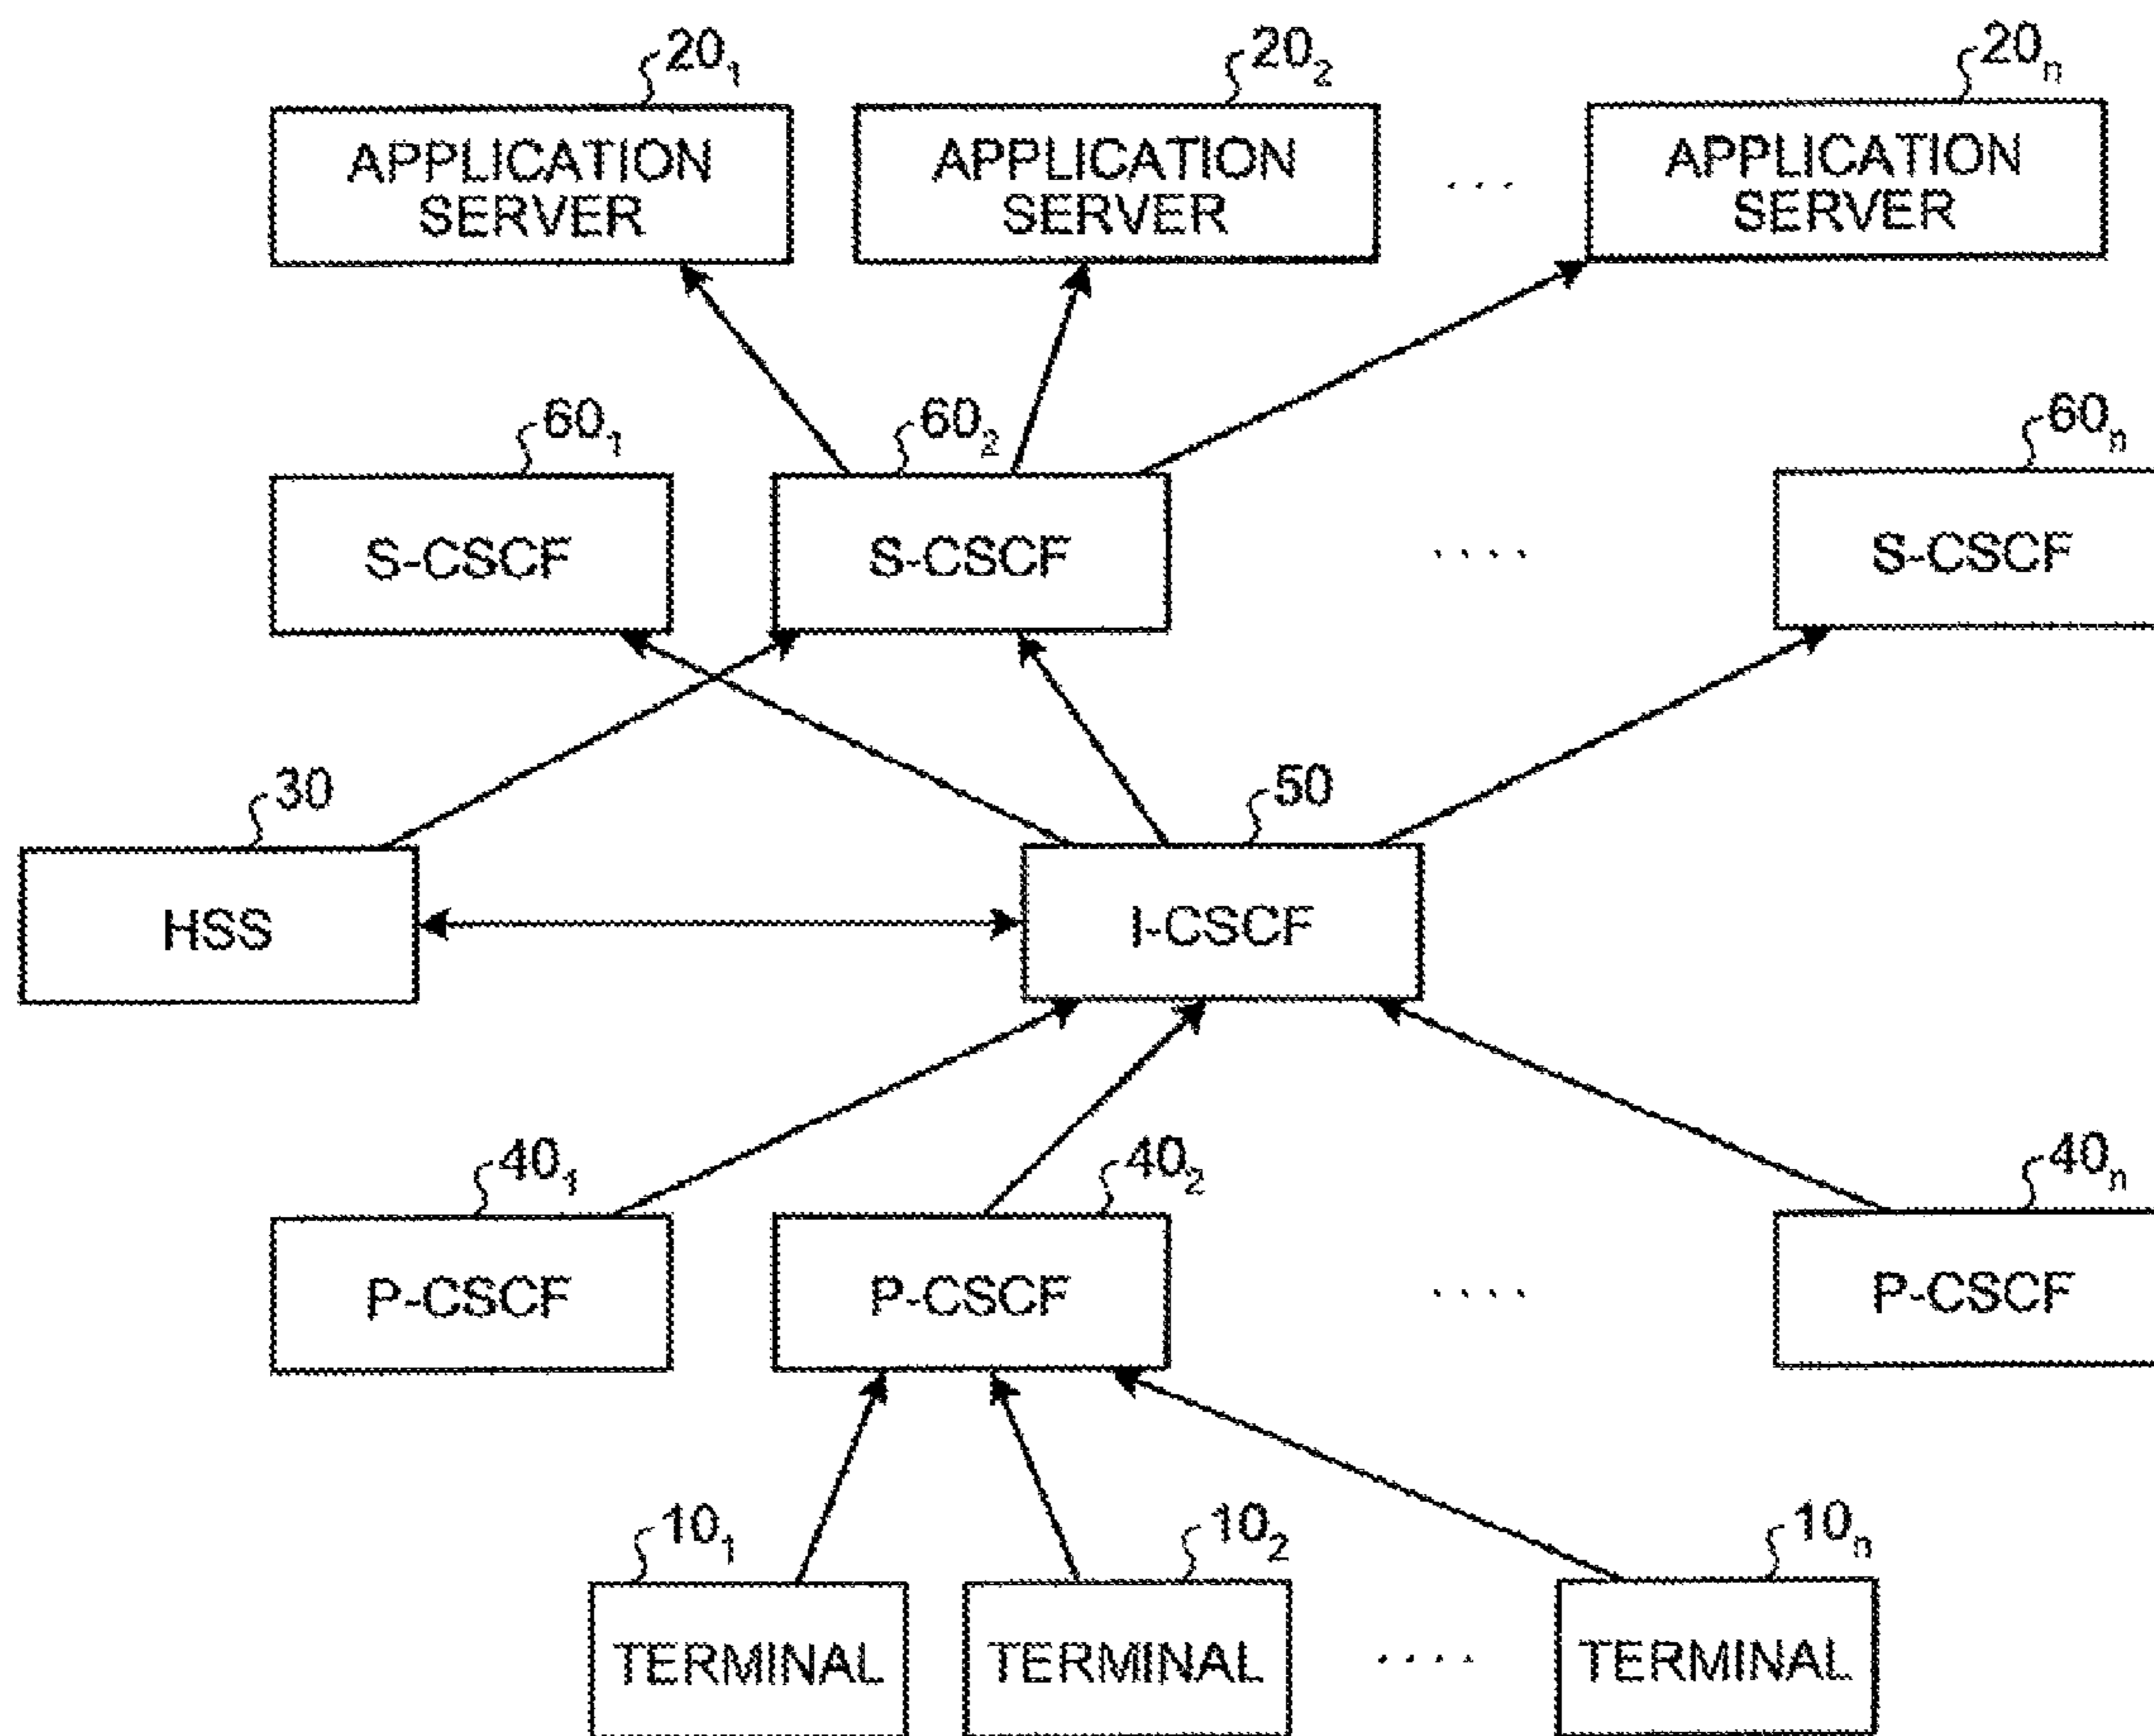 20₁ 20₂ 20ₙ
APPLICATION SERVER
APPLICATION SERVER
....
APPLICATION SERVER
60₁ 60₂ 60ₙ
S-CSCF S-CSCF .... S-CSCF
30 50
HSS I-CSCF
40₁ 40₂ 40ₙ
P-CSCF P-CSCF .... P-CSCF
10₁ 10₂ 10ₙ
TERMINAL TERMINAL .... TERMINAL